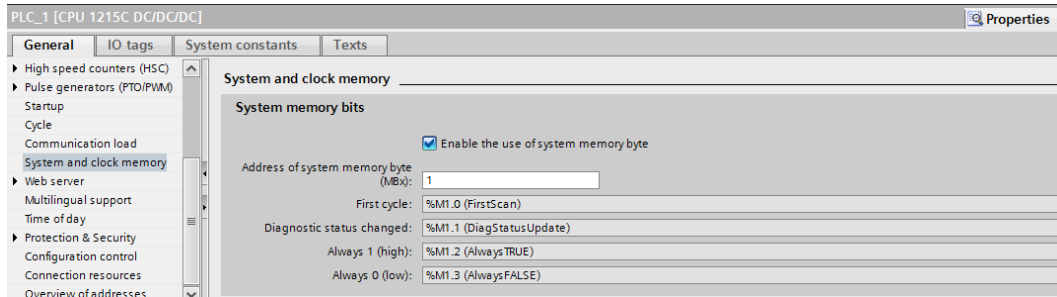 PLC_1 [CPU 1215C DC/DC/DC]
Properties
General IO tags System constants Texts
High speed counters (HSC)
Pulse generators (PTO/PWM)
Startup
Cycle
Communication load
System and clock memory
Web server
Multilingual support
Time of day
Protection & Security
Configuration control
Connection resources
Overview of addresses
System and clock memory
System memory bits
Enable the use of system memory byte
Address of system memory byte
(MBx): 1
First cycle: %M1.0 (FirstScan)
Diagnostic status changed: %M1.1 (DiagStatusUpdate)
Always 1 (high): %M1.2 (AlwaysTRUE)
Always 0 (low): %M1.3 (AlwaysFALSE)